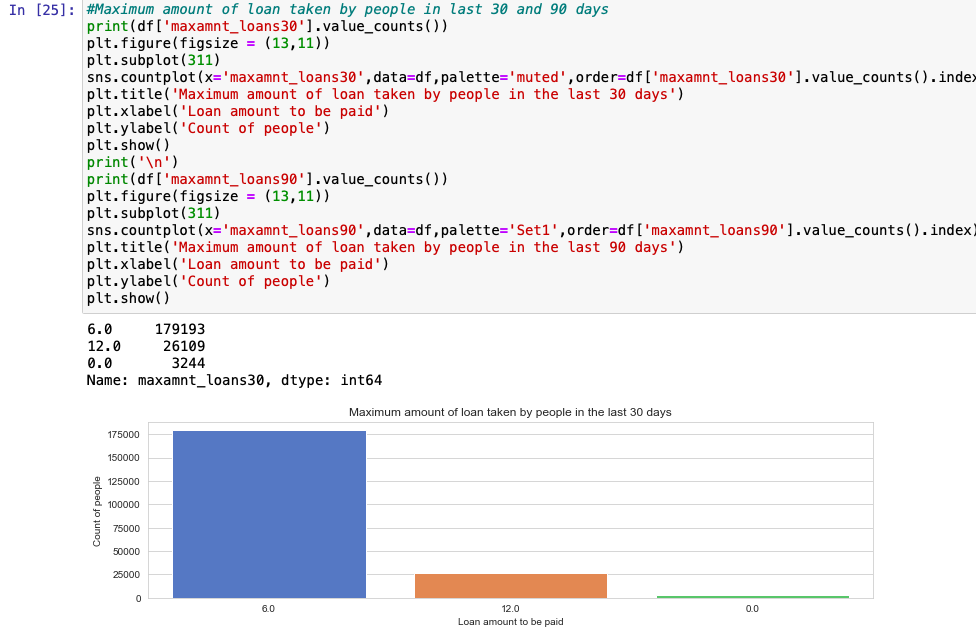 In [25]: #Maximum amount of loan taken by people in last 30 and 90 days
print(df['maxamnt_loans30'].value_counts())
plt.figure(figsize = (13,11))
plt.subplot(311)
sns.countplot(x='maxamnt_loans30',data=df,palette='muted',order=df['maxamnt_loans30'].value_counts().index
plt.title('Maximum amount of loan taken by people in the last 30 days')
plt.xlabel('Loan amount to be paid')
plt.ylabel('Count of people')
plt.show()
print('\n')
print(df['maxamnt_loans90'].value_counts())
plt.figure(figsize = (13,11))
plt.subplot(311)
sns.countplot(x='maxamnt_loans90',data=df,palette='Set1',order=df['maxamnt_loans90'].value_counts().index)
plt.title('Maximum amount of loan taken by people in the last 90 days')
plt.xlabel('Loan amount to be paid')
plt.ylabel('Count of people')
plt.show()
6.0 179193
12.0 26109
0.0 3244
Name: maxamnt_loans30, dtype: int64
Maximum amount of loan taken by people in the last 30 days
175000
150000
125000
100000
75000
50000
25000
0
Count of people
6.0 12.0 0.0
Loan amount to be paid